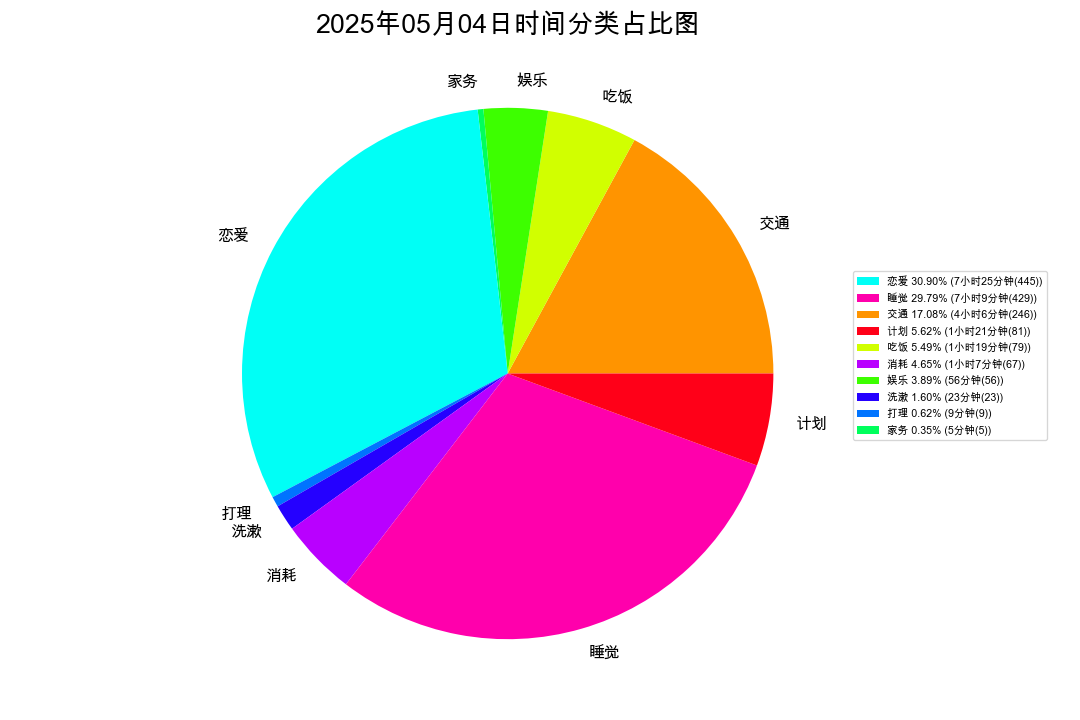 2025年05月04日时间分类占比图
家务
娱乐
吃饭
交通
恋爱
计划
打理
洗漱
消耗
睡觉
恋爱 30.90% (7小时25分钟(445))
睡觉 29.79% (7小时9分钟(429))
交通 17.08% (4小时6分钟(246))
计划 5.62% (1小时21分钟(81))
吃饭 5.49% (1小时19分钟(79))
消耗 4.65% (1小时7分钟(67))
娱乐 3.89% (56分钟(56))
洗漱 1.60% (23分钟(23))
打理 0.62% (9分钟(9))
家务 0.35% (5分钟(5))